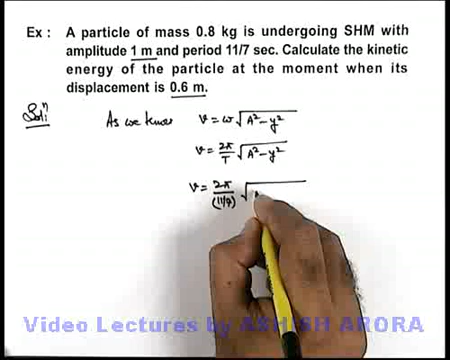 Ex : A particle of mass 0.8 kg is undergoing SHM with
amplitude 1 m and period 11/7 sec. Calculate the kinetic
energy of the particle at the moment when its
displacement is 0.6 m.
Solⁿ: As we know v = ω√(A²−y²)
v = 2π/T √(A²−y²)
v = 2π/(11/7) √
Video Lectures by ASHISH ARORA